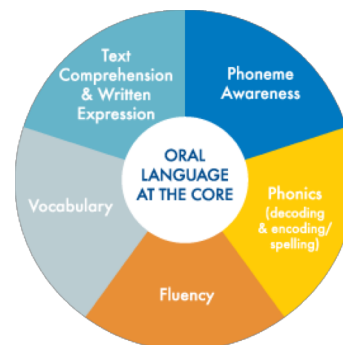 Text
Comprehension
& Written
Expression
Phoneme
Awareness
ORAL
LANGUAGE
AT THE CORE
Vocabulary
Phonics
(decoding
& encoding/
spelling)
Fluency